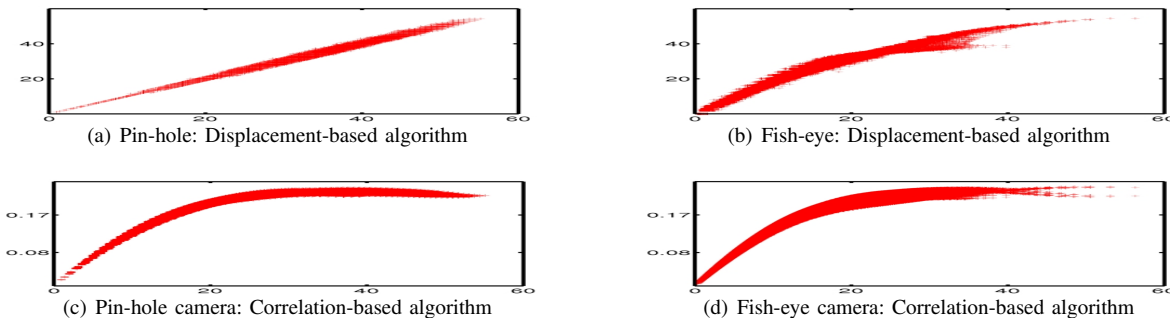 40
20
0 20 40 60
(a) Pin-hole: Displacement-based algorithm
40
20
0 20 40 60
(b) Fish-eye: Displacement-based algorithm
0.17
0.08
0 20 40 60
(c) Pin-hole camera: Correlation-based algorithm
0.17
0.08
0 20 40 60
(d) Fish-eye camera: Correlation-based algorithm